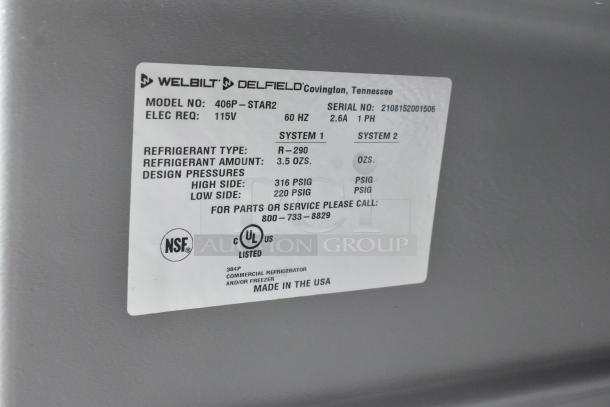 WELBILT DELFIELD Covington, Tennessee
MODEL NO: 406P-STAR2 SERIAL NO: 2108152001506
ELEC REQ: 115V 60 HZ 2.6A 1 PH
SYSTEM 1 SYSTEM 2
REFRIGERANT TYPE: R-290
REFRIGERANT AMOUNT: 3.5 OZS. OZS.
DESIGN PRESSURES
HIGH SIDE: 316 PSIG PSIG
LOW SIDE: 220 PSIG PSIG
FOR PARTS OR SERVICE PLEASE CALL:
800-733-8829
NSF® C UL US
LISTED
AUCTION GROUP
384P
COMMERCIAL REFRIGERATOR
AND/OR FREEZER
MADE IN THE USA